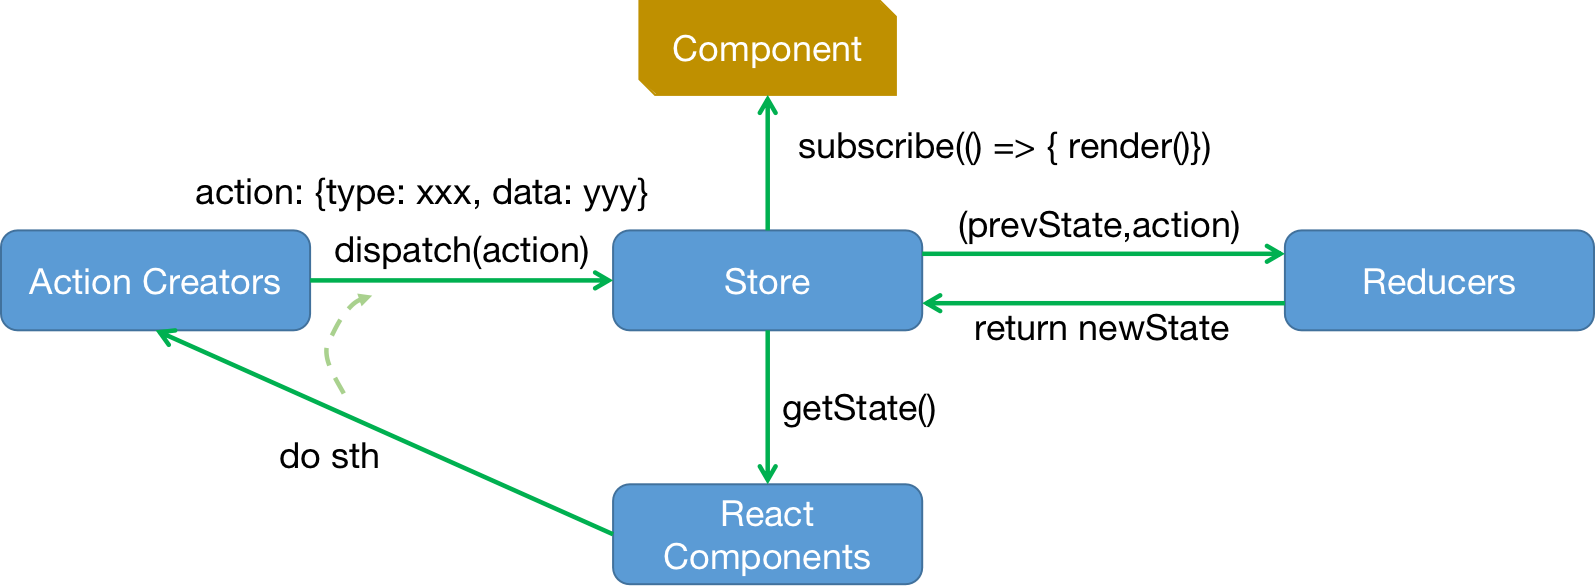 Component
subscribe(() => { render()})
action: {type: xxx, data: yyy}
(prevState,action)
dispatch(action)
Action Creators
Store
Reducers
return newState
getState()
do sth
React
Components